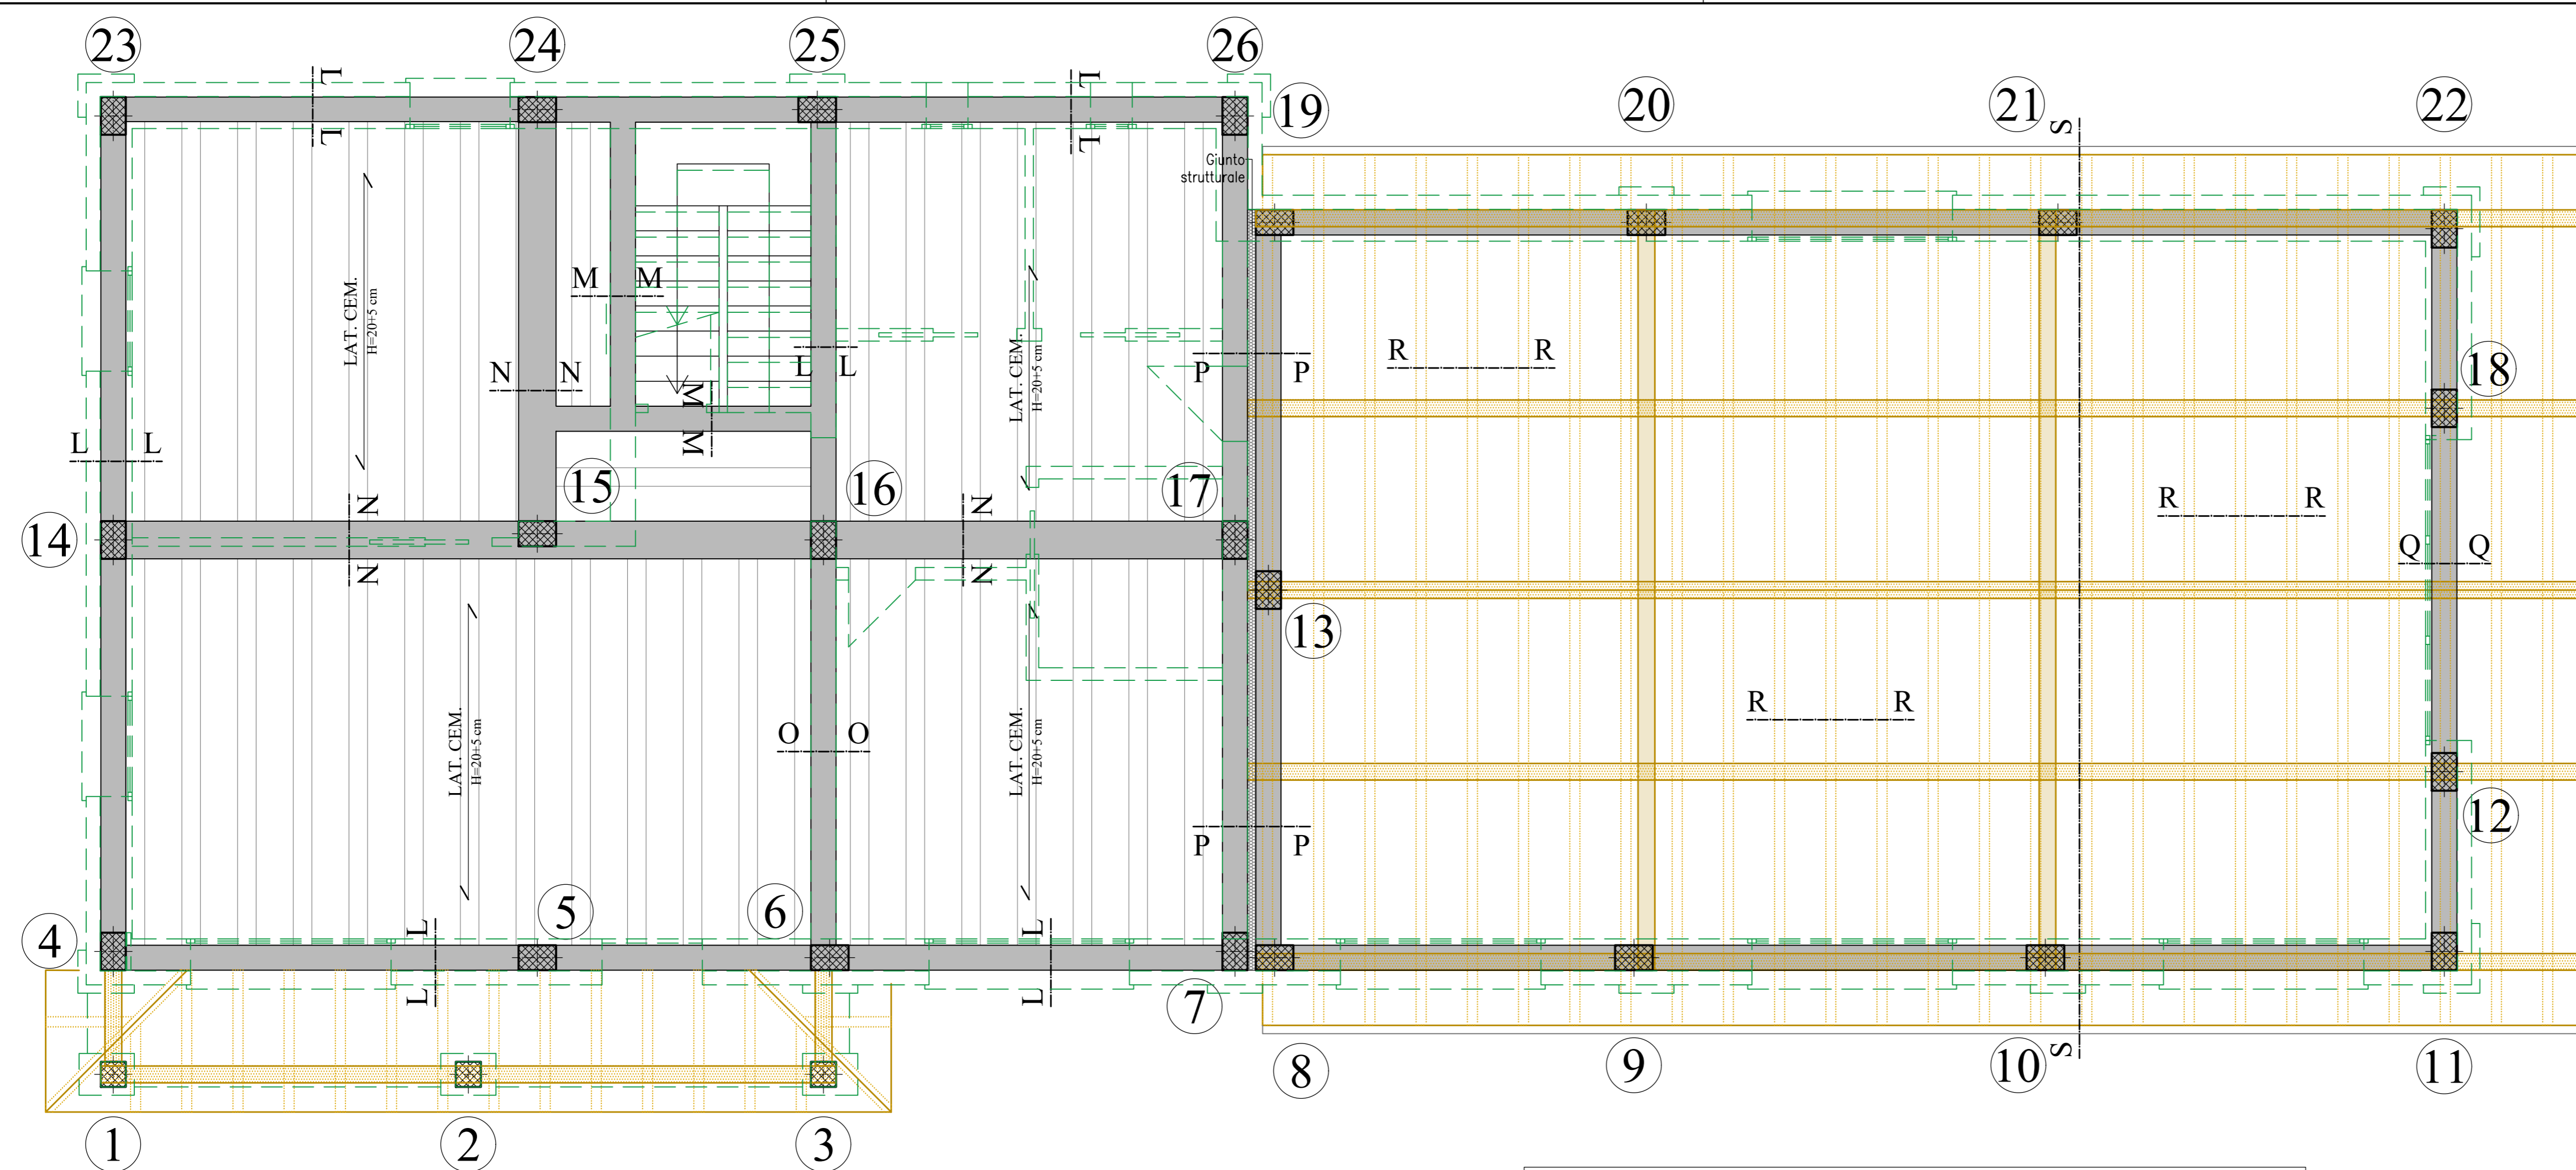 23
24
25
26
19
20
21
22
L
L
L
L
S
Giunto
strutturale
LAT. CEM.
H=20+5 cm
M M
LAT. CEM.
H=20+5 cm
N N
L L
P P
R R
M
M
18
L L
15
16
17
N
N
N
N
R R
14
Q Q
13
LAT. CEM.
H=20+5 cm
LAT. CEM.
H=20+5 cm
O O
R R
P P
12
4
5
6
L
L
L
L
7
8
9
10
S
11
1
2
3